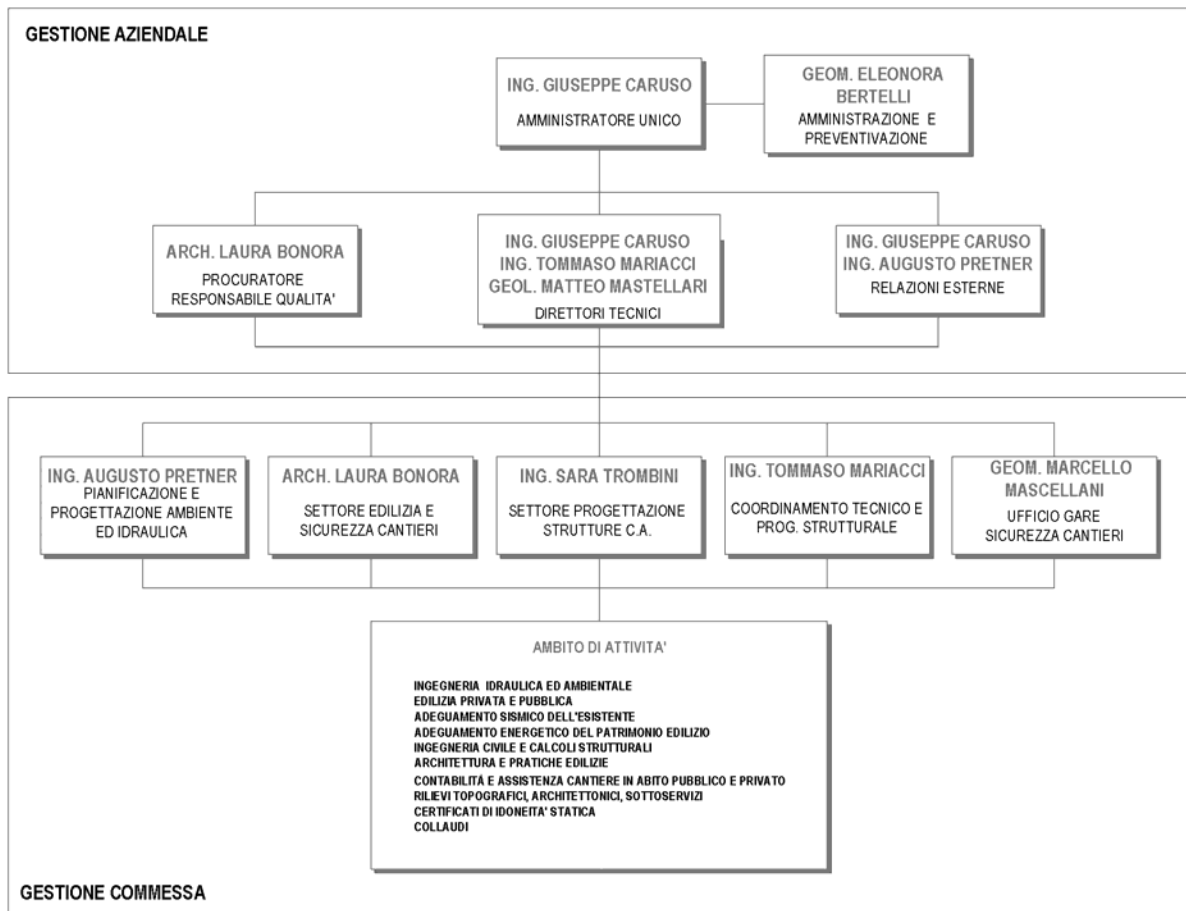 GESTIONE AZIENDALE
ING. GIUSEPPE CARUSO
AMMINISTRATORE UNICO
GEOM. ELEONORA
BERTELLI
AMMINISTRAZIONE E
PREVENTIVAZIONE
ARCH. LAURA BONORA
PROCURATORE
RESPONSABILE QUALITA'
ING. GIUSEPPE CARUSO
ING. TOMMASO MARIACCI
GEOL. MATTEO MASTELLARI
DIRETTORI TECNICI
ING. GIUSEPPE CARUSO
ING. AUGUSTO PRETNER
RELAZIONI ESTERNE
ING. AUGUSTO PRETNER
PIANIFICAZIONE E
PROGETTAZIONE AMBIENTE
ED IDRAULICA
ARCH. LAURA BONORA
SETTORE EDILIZIA E
SICUREZZA CANTIERI
ING. SARA TROMBINI
SETTORE PROGETTAZIONE
STRUTTURE C.A.
ING. TOMMASO MARIACCI
COORDINAMENTO TECNICO E
PROG. STRUTTURALE
GEOM. MARCELLO
MASCELLANI
UFFICIO GARE
SICUREZZA CANTIERI
AMBITO DI ATTIVITA'
INGEGNERIA IDRAULICA ED AMBIENTALE
EDILIZIA PRIVATA E PUBBLICA
ADEGUAMENTO SISMICO DELL'ESISTENTE
ADEGUAMENTO ENERGETICO DEL PATRIMONIO EDILIZIO
INGEGNERIA CIVILE E CALCOLI STRUTTURALI
ARCHITETTURA E PRATICHE EDILIZIE
CONTABILITÁ E ASSISTENZA CANTIERE IN ABITO PUBBLICO E PRIVATO
RILIEVI TOPOGRAFICI, ARCHITETTONICI, SOTTOSERVIZI
CERTIFICATI DI IDONEITA' STATICA
COLLAUDI
GESTIONE COMMESSA